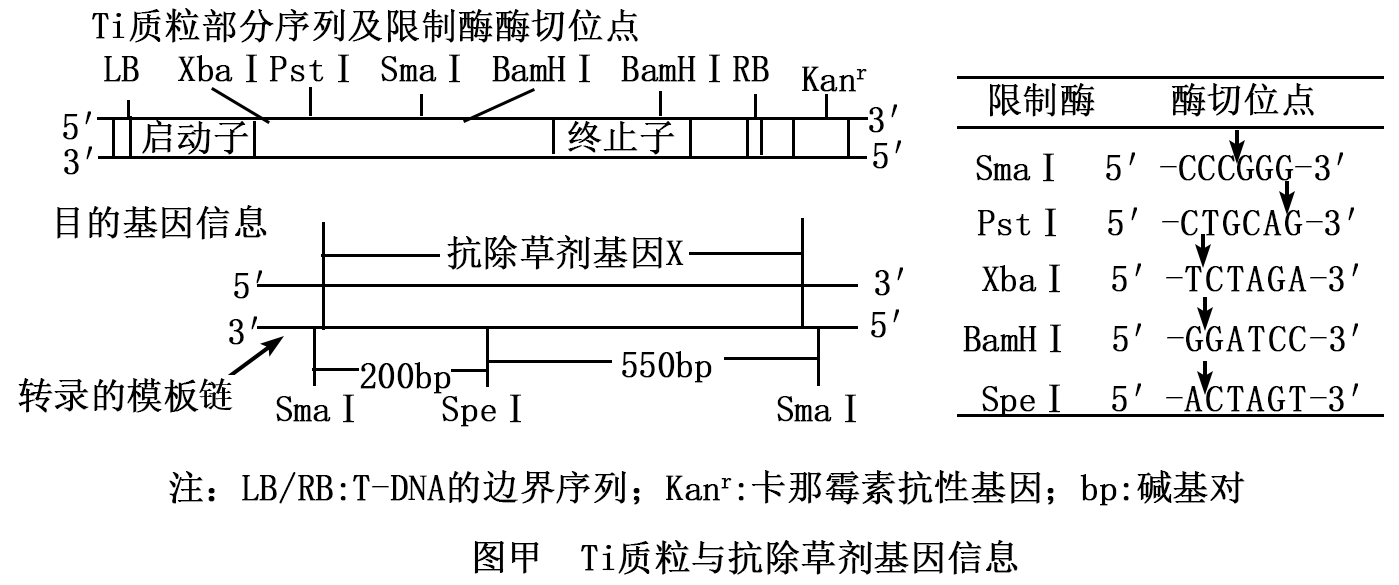 Ti质粒部分序列及限制酶酶切位点
LB XbaⅠ PstⅠ SmaⅠ BamHⅠ BamHⅠ RB Kanʳ
5′ 启动子 终止子 3′
3′ 5′
目的基因信息
抗除草剂基因X
5′ 3′
3′ 5′
200bp 550bp
转录的模板链
SmaⅠ SpeⅠ SmaⅠ
限制酶 酶切位点
SmaⅠ 5′-CCCGGG-3′
PstⅠ 5′-CTGCAG-3′
XbaⅠ 5′-TCTAGA-3′
BamHⅠ 5′-GGATCC-3′
SpeⅠ 5′-ACTAGT-3′
注：LB/RB:T-DNA的边界序列；Kanʳ:卡那霉素抗性基因；bp:碱基对
图甲 Ti质粒与抗除草剂基因信息